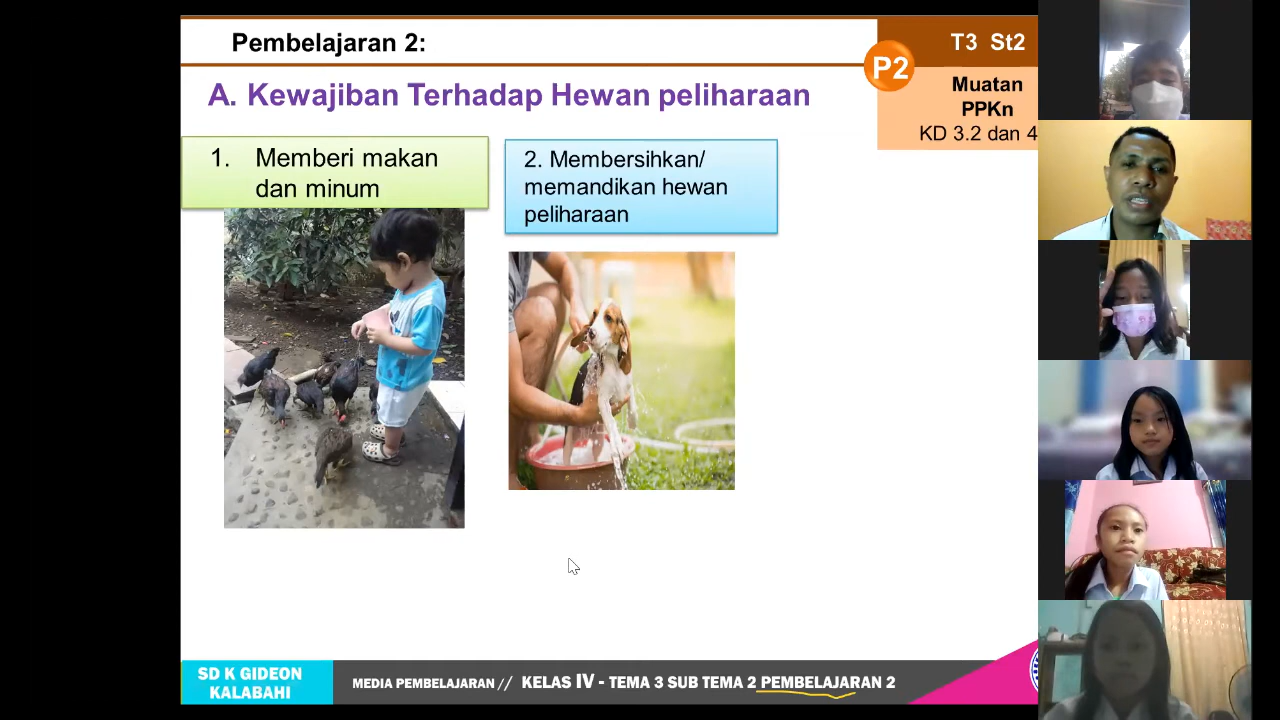 Pembelajaran 2:
T3 St2
P2
Muatan
PPKn
KD 3.2 dan 4
A. Kewajiban Terhadap Hewan peliharaan
1. Memberi makan
dan minum
2. Membersihkan/
memandikan hewan
peliharaan
SD K GIDEON
KALABAHI
MEDIA PEMBELAJARAN // KELAS IV - TEMA 3 SUB TEMA 2 PEMBELAJARAN 2